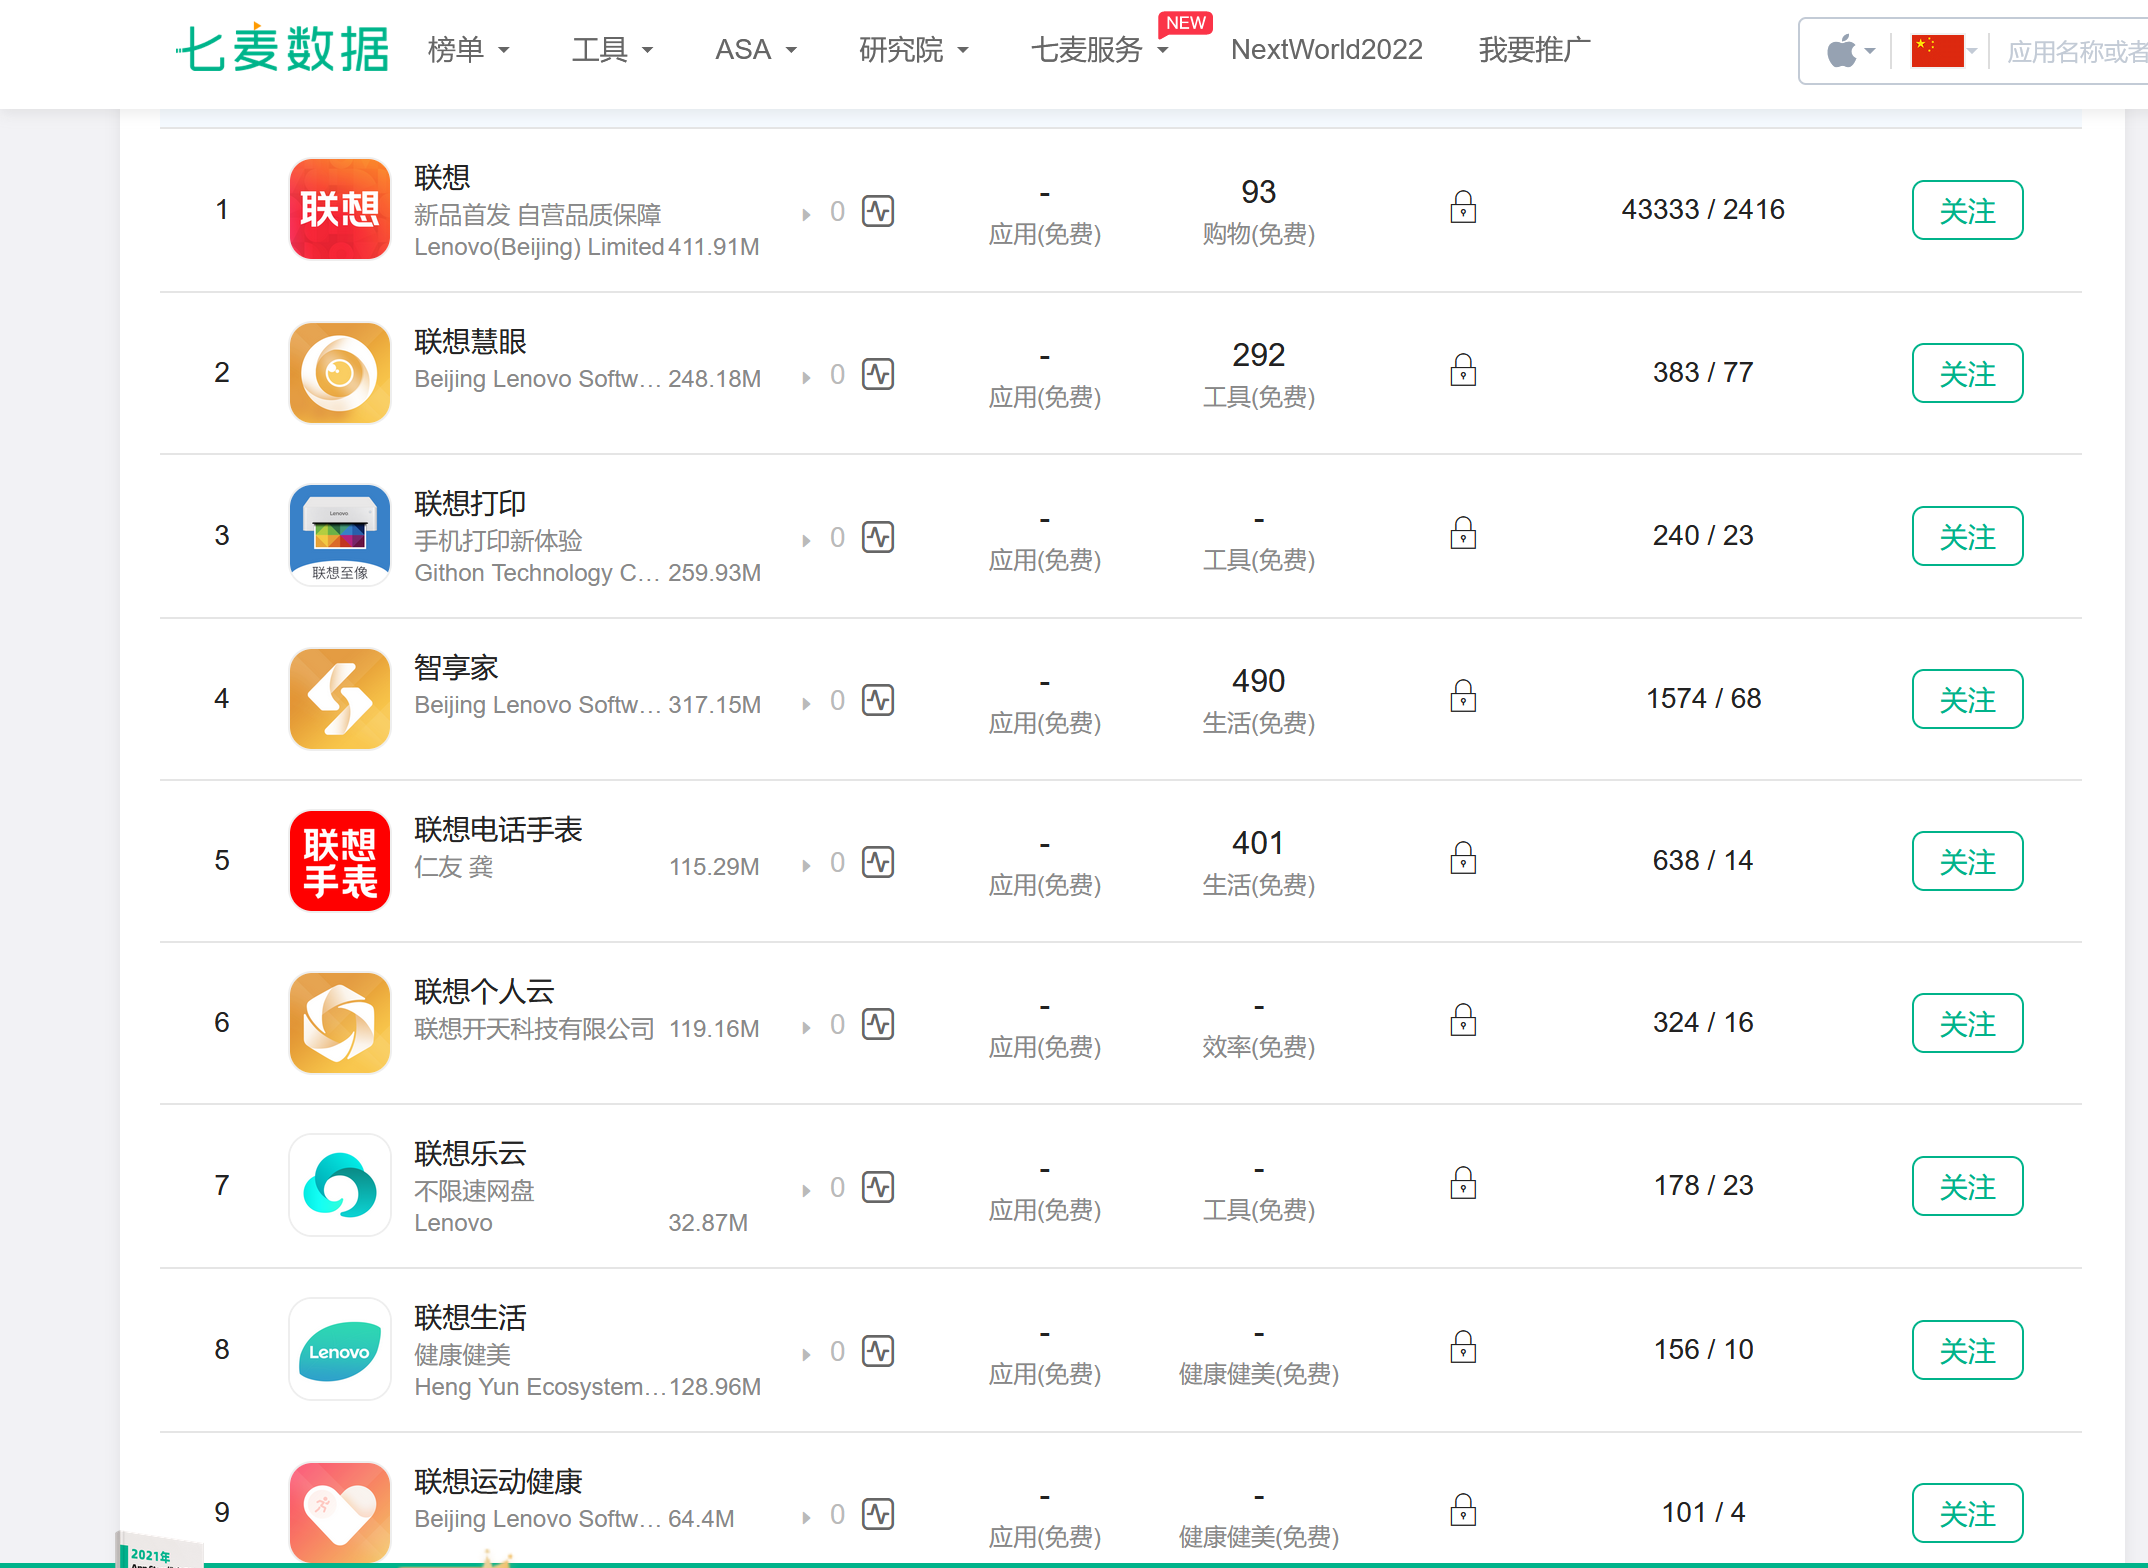 七麦数据 榜单 工具 ASA 研究院 七麦服务 NEW NextWorld2022 我要推广 应用名称或者
1 联想 联想 0 - 93 43333 / 2416 关注
新品首发 自营品质保障 应用(免费) 购物(免费)
Lenovo(Beijing) Limited 411.91M
2 联想慧眼 0 - 292 383 / 77 关注
Beijing Lenovo Softw... 248.18M 应用(免费) 工具(免费)
3 Lenovo 联想至像 联想打印 0 - - 240 / 23 关注
手机打印新体验 应用(免费) 工具(免费)
Githon Technology C... 259.93M
4 智享家 0 - 490 1574 / 68 关注
Beijing Lenovo Softw... 317.15M 应用(免费) 生活(免费)
5 联想手表 联想电话手表 0 - 401 638 / 14 关注
仁友 龚 115.29M 应用(免费) 生活(免费)
6 联想个人云 0 - - 324 / 16 关注
联想开天科技有限公司 119.16M 应用(免费) 效率(免费)
7 联想乐云 0 - - 178 / 23 关注
不限速网盘 应用(免费) 工具(免费)
Lenovo 32.87M
8 Lenovo 联想生活 0 - - 156 / 10 关注
健康健美 应用(免费) 健康健美(免费)
Heng Yun Ecosystem... 128.96M
9 联想运动健康 0 - - 101 / 4 关注
Beijing Lenovo Softw... 64.4M 应用(免费) 健康健美(免费)
2021年